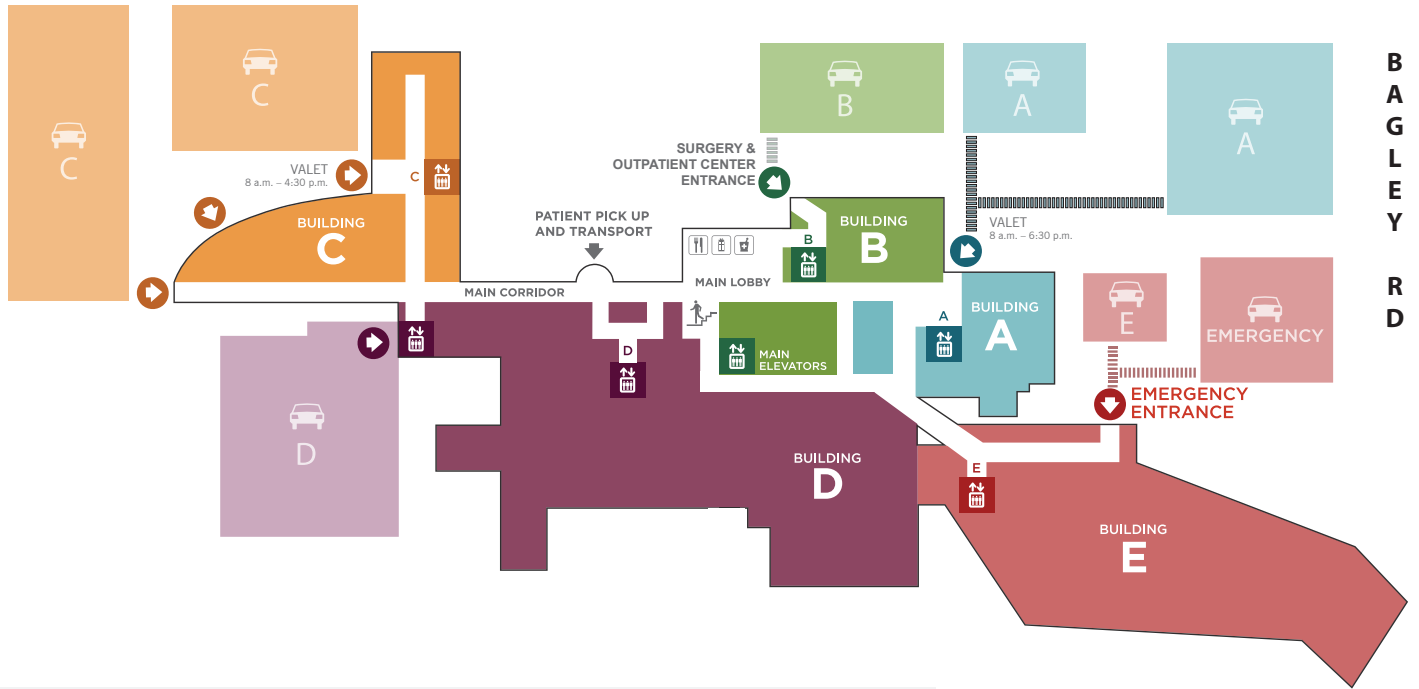 C
C
B
A
A
BAGLEY RD
SURGERY &
OUTPATIENT CENTER
ENTRANCE
VALET
8 a.m. – 4:30 p.m.
C
PATIENT PICK UP
AND TRANSPORT
BUILDING
C
B
BUILDING
B
VALET
8 a.m. – 6:30 p.m.
MAIN LOBBY
MAIN CORRIDOR
A
BUILDING
A
E
EMERGENCY
D
MAIN
ELEVATORS
EMERGENCY
ENTRANCE
D
BUILDING
D
E
BUILDING
E